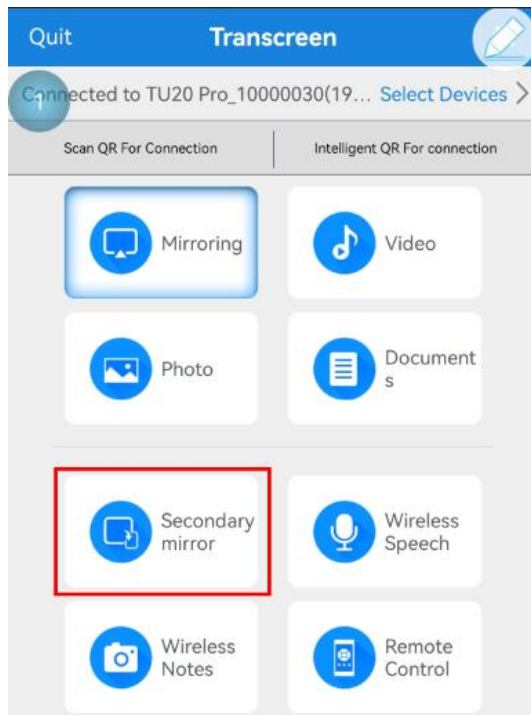 Quit
Transcreen
Connected to TU20 Pro_10000030(19... Select Devices >
1
Scan QR For Connection
Intelligent QR For connection
Mirroring
Video
Photo
Document
s
Secondary
mirror
Wireless
Speech
Wireless
Notes
Remote
Control